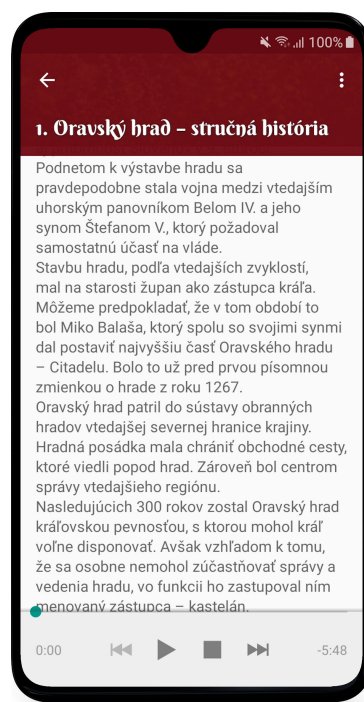 100%
1. Oravský hrad – stručná história
Podnetom k výstavbe hradu sa
pravdepodobne stala vojna medzi vtedajším
uhorským panovníkom Belom IV. a jeho
synom Štefanom V., ktorý požadoval
samostatnú účasť na vláde.
Stavbu hradu, podľa vtedajších zvyklostí,
mal na starosti župan ako zástupca kráľa.
Môžeme predpokladať, že v tom období to
bol Miko Balaša, ktorý spolu so svojimi synmi
dal postaviť najvyššiu časť Oravského hradu
– Citadelu. Bolo to už pred prvou písomnou
zmienkou o hrade z roku 1267.
Oravský hrad patril do sústavy obranných
hradov vtedajšej severnej hranice krajiny.
Hradná posádka mala chrániť obchodné cesty,
ktoré viedli popod hrad. Zároveň bol centrom
správy vtedajšieho regiónu.
Nasledujúcich 300 rokov zostal Oravský hrad
kráľovskou pevnosťou, s ktorou mohol kráľ
voľne disponovať. Avšak vzhľadom k tomu,
že sa osobne nemohol zúčastňovať správy a
vedenia hradu, vo funkcii ho zastupoval ním
menovaný zástupca – kastelán.
0:00 -5:48